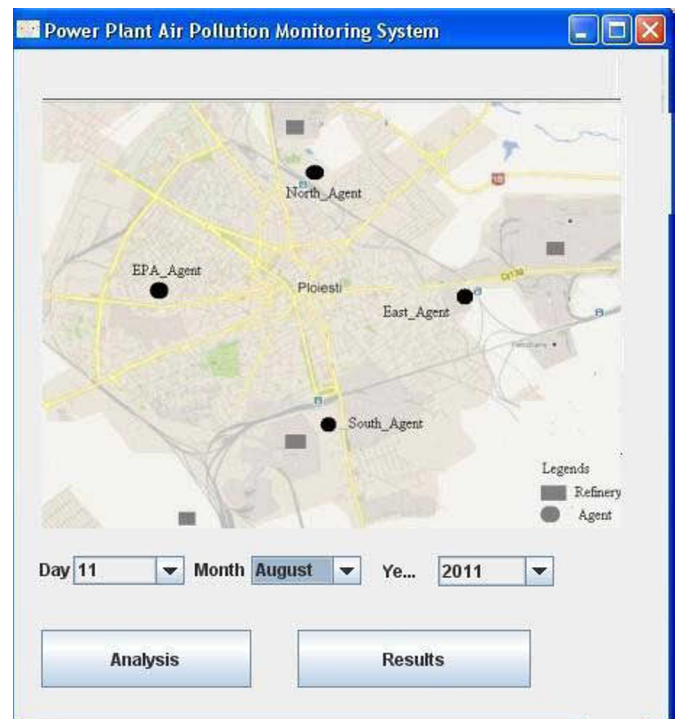 Power Plant Air Pollution Monitoring System
North_Agent
EPA_Agent
Ploiesti
East_Agent
South_Agent
Legends
Refinery
Agent
Day 11 Month August Ye... 2011
Analysis Results